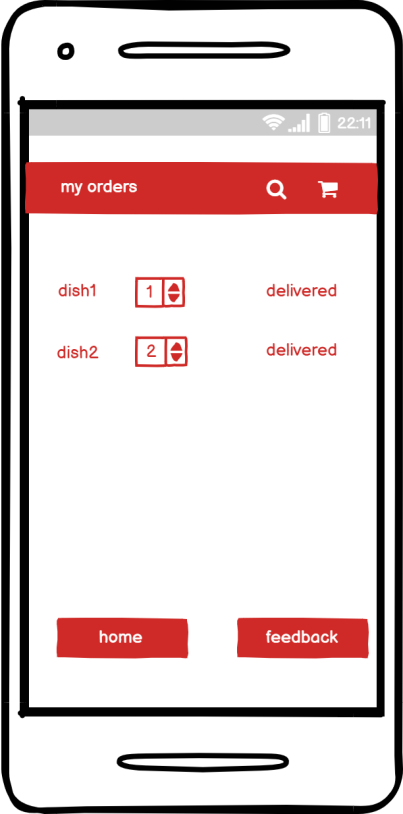 22:11
my orders
dish1 1 delivered
dish2 2 delivered
home feedback